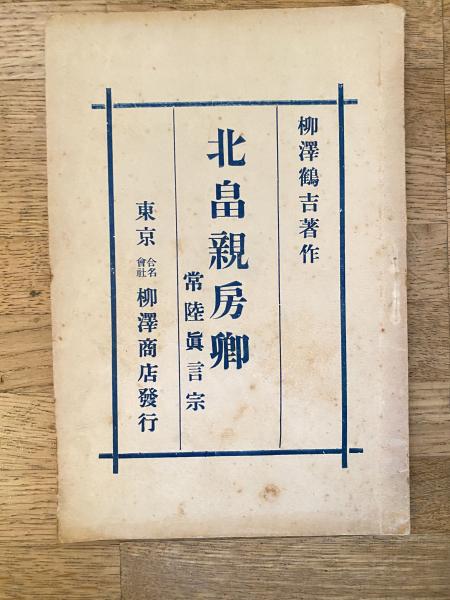 柳澤鶴吉著作
北畠親房卿
常陸眞言宗
東京 合名會社 柳澤商店發行